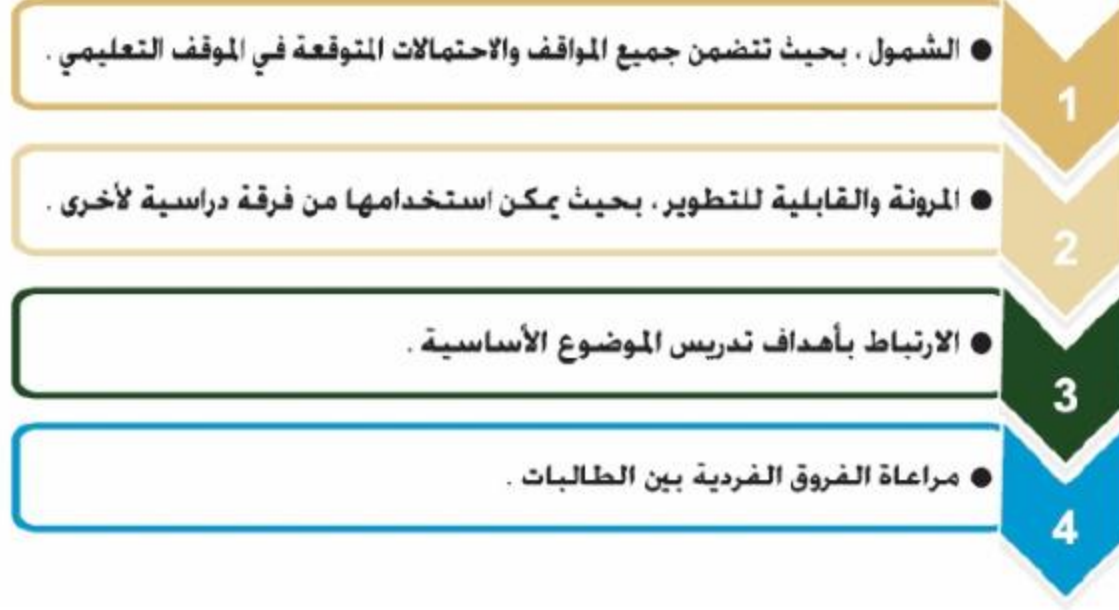 ● الشمول ، بحيث تتضمن جميع المواقف والاحتمالات المتوقعة في الموقف التعليمي .
1
● المرونة والقابلية للتطوير ، بحيث يمكن استخدامها من فرقة دراسية لأخرى .
2
● الارتباط بأهداف تدريس الموضوع الأساسية .
3
● مراعاة الفروق الفردية بين الطالبات .
4